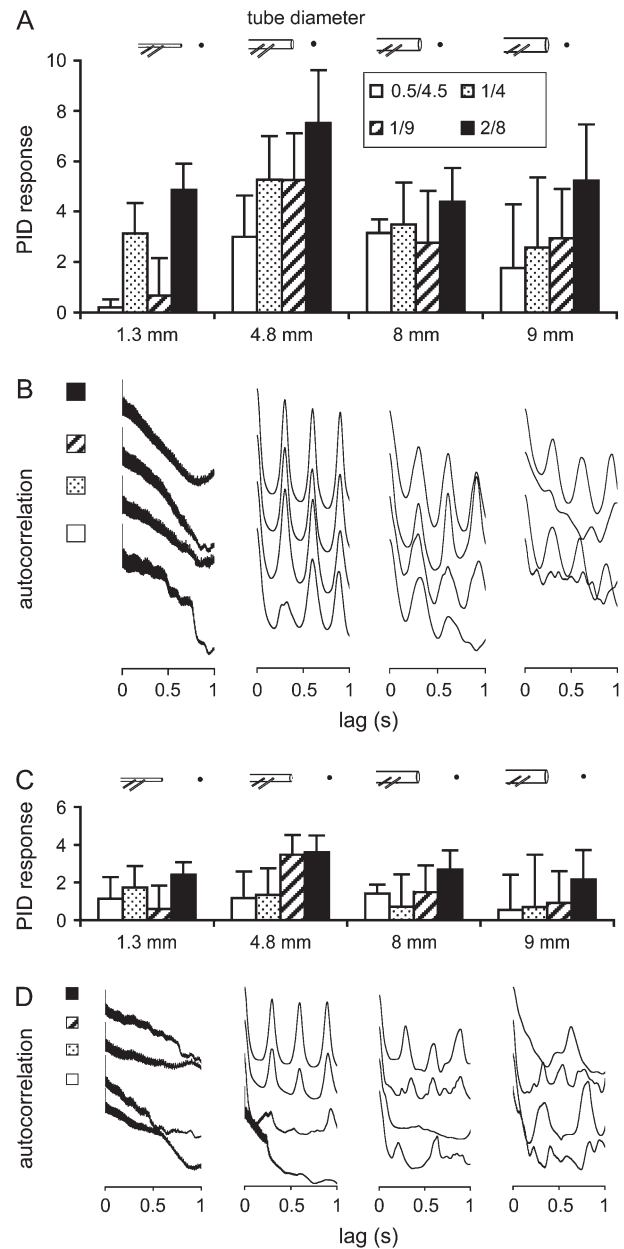 A
tube diameter
10
8
6
4
2
0
PID response
0.5/4.5
1/4
1/9
2/8
1.3 mm
4.8 mm
8 mm
9 mm
B
autocorrelation
0 0.5 1
0 0.5 1
0 0.5 1
0 0.5 1
lag (s)
C
6
4
2
0
PID response
1.3 mm
4.8 mm
8 mm
9 mm
D
autocorrelation
0 0.5 1
0 0.5 1
0 0.5 1
0 0.5 1
lag (s)